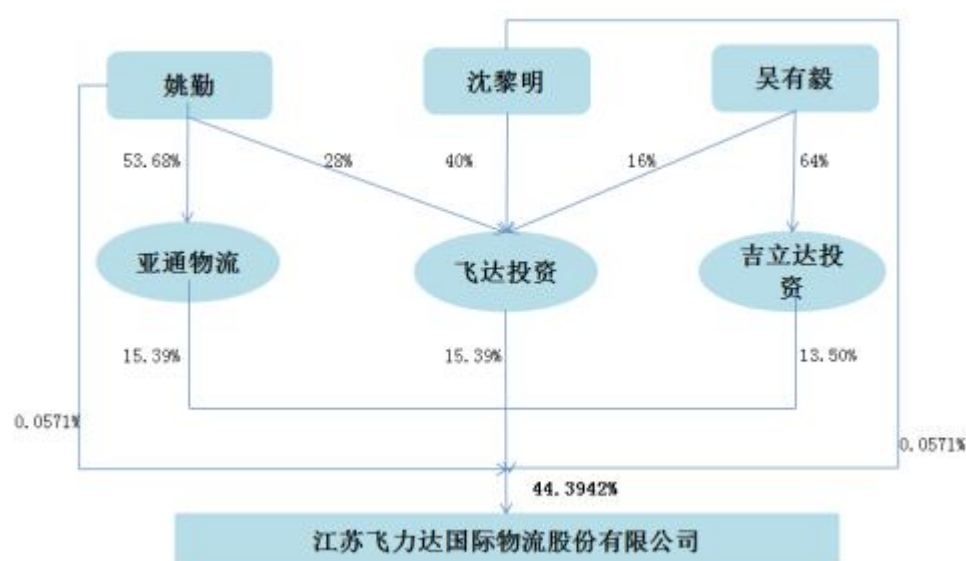 姚勤
沈黎明
吴有毅
53.68%
28%
40%
16%
64%
亚通物流
飞达投资
吉立达投
资
15.39%
15.39%
13.50%
0.0571%
0.0571%
44.3942%
江苏飞力达国际物流股份有限公司